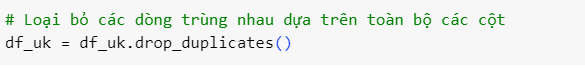 # Loại bỏ các dòng trùng nhau dựa trên toàn bộ các cột
df_uk = df_uk.drop_duplicates()